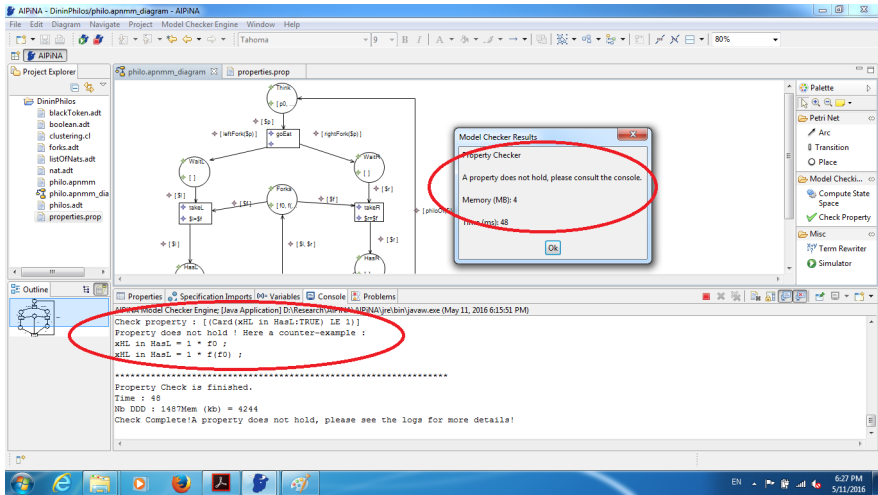 AlPiNA - DininPhilos/philo.apnmm_diagram - AlPiNA
File Edit Diagram Navigate Project Model Checker Engine Window Help
Tahoma 9 B I A 80%
AlPiNA
Project Explorer
philo.apnmm_diagram properties.prop
DininPhilos
blackToken.adt
boolean.adt
clustering.cl
forks.adt
listOfNats.adt
nat.adt
philo.apnmm
philo.apnmm_dia
philos.adt
properties.prop
Think
[p0, ...
[$p]
[leftFork($p)] goEat [rightFork($p)]
WaitL WaitR
[] []
Forks
[f0, f(
[$l] [$f] [$f] [$r]
takeL takeR
$l=$f $r=$f
[$l] [$l, $r] [$r]
HasL HasR
[philoOf(
Model Checker Results
Property Checker
A property does not hold, please consult the console.
Memory (MB): 4
Time (ms): 48
Ok
Palette
Petri Net
Arc
Transition
Place
Model Checki...
Compute State Space
Check Property
Misc
Term Rewriter
Simulator
Outline
Properties Specification Imports Variables Console Problems
AlPiNA Model Checker Engine; [Java Application] D:\Research\AlPiNA\AlPiNA\jre\bin\javaw.exe (May 11, 2016 6:15:51 PM)
Check property : [(Card(xHL in HasL:TRUE) LE 1)]
Property does not hold ! Here a counter-example :
xHL in HasL = 1 * f0 ;
xHL in HasL = 1 * f(f0) ;
******************************************************************
Property Check is finished.
Time : 48
Nb DDD : 1487Mem (kb) = 4244
Check Complete!A property does not hold, please see the logs for more details!
EN 6:27 PM
5/11/2016